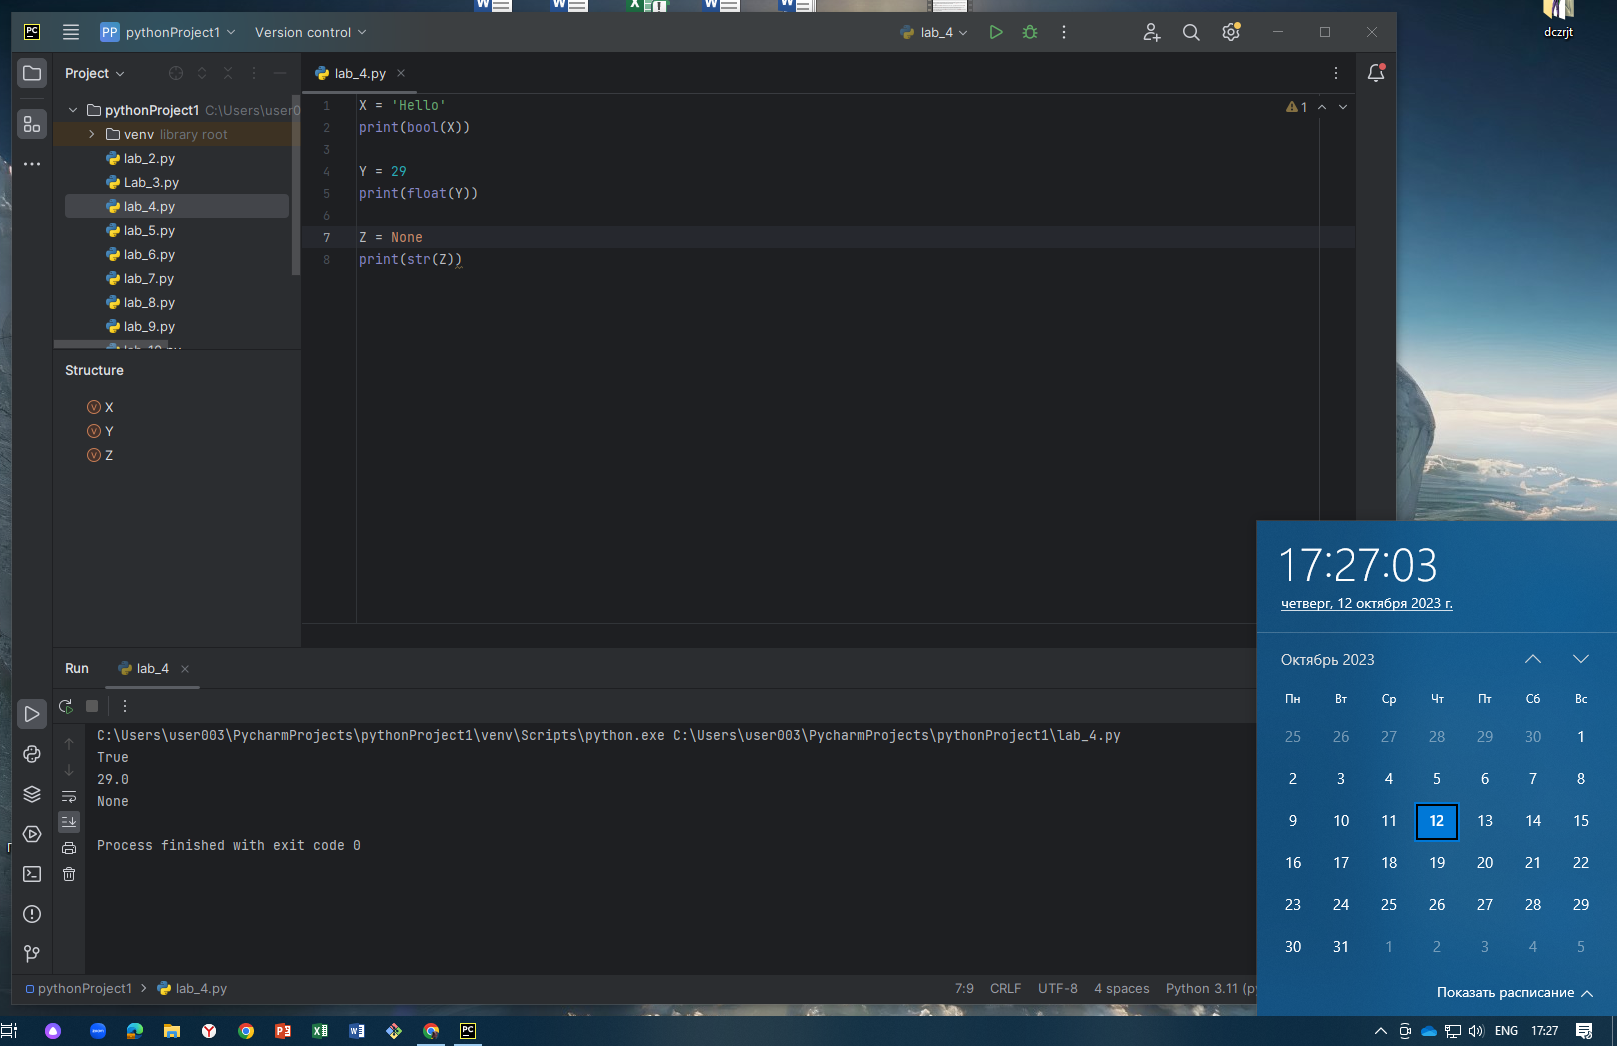 dczrjt
PC
PP pythonProject1
Version control
lab_4
Project
lab_4.py
pythonProject1 C:\Users\user0
venv library root
lab_2.py
Lab_3.py
lab_4.py
lab_5.py
lab_6.py
lab_7.py
lab_8.py
lab_9.py
1 X = 'Hello'
2 print(bool(X))
3
4 Y = 29
5 print(float(Y))
6
7 Z = None
8 print(str(Z))
1
Structure
X
Y
Z
Run
lab_4
C:\Users\user003\PycharmProjects\pythonProject1\venv\Scripts\python.exe C:\Users\user003\PycharmProjects\pythonProject1\lab_4.py
True
29.0
None
Process finished with exit code 0
pythonProject1 > lab_4.py
7:9 CRLF UTF-8 4 spaces Python 3.11 (py
17:27:03
четверг, 12 октября 2023 г.
Октябрь 2023
Пн Вт Ср Чт Пт Сб Вс
25 26 27 28 29 30 1
2 3 4 5 6 7 8
9 10 11 12 13 14 15
16 17 18 19 20 21 22
23 24 25 26 27 28 29
30 31 1 2 3 4 5
Показать расписание
ENG 17:27